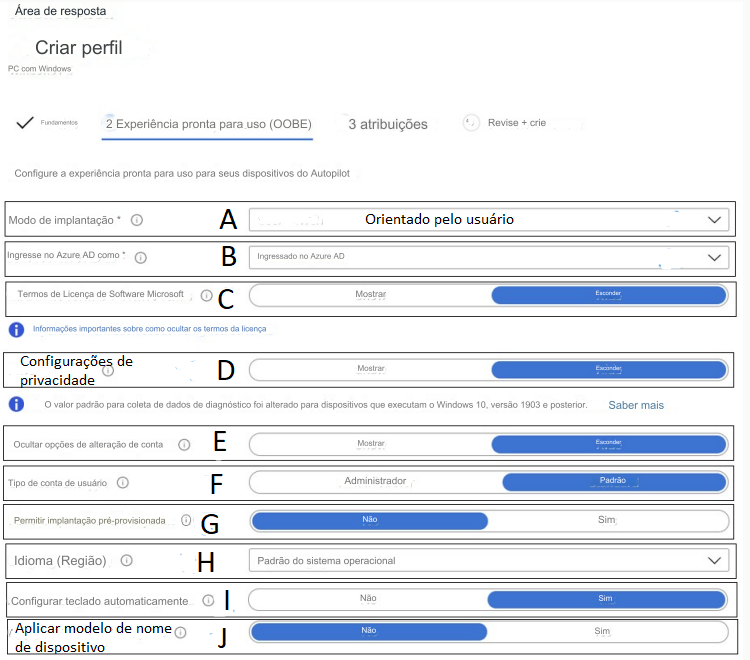 Área de resposta
Criar perfil
PC com Windows
Fundamentos
2 Experiência pronta para uso (OOBE)
3 atribuições
Revise + crie
Configure a experiência pronta para uso para seus dispositivos do Autopilot
Modo de implantação * A Orientado pelo usuário
Ingresse no Azure AD como * B Ingressado no Azure AD
Termos de Licença de Software Microsoft C Mostrar Esconder
Informações importantes sobre como ocultar os termos da licença
Configurações de
privacidade D Mostrar Esconder
O valor padrão para coleta de dados de diagnóstico foi alterado para dispositivos que executam o Windows 10, versão 1903 e posterior. Saber mais
Ocultar opções de alteração de conta E Mostrar Esconder
Tipo de conta de usuário F Administrador Padrão
Permitir implantação pré-provisionada G Não Sim
Idioma (Região) H Padrão do sistema operacional
Configurar teclado automaticamente I Não Sim
Aplicar modelo de nome
de dispositivo J Não Sim